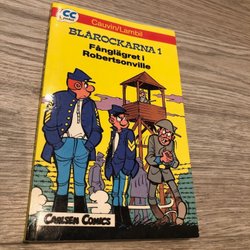 CC
Cauvin/Lambil
BLÅROCKARNA 1
Fånglägret i
Robertsonville
CARLSEN COMICS